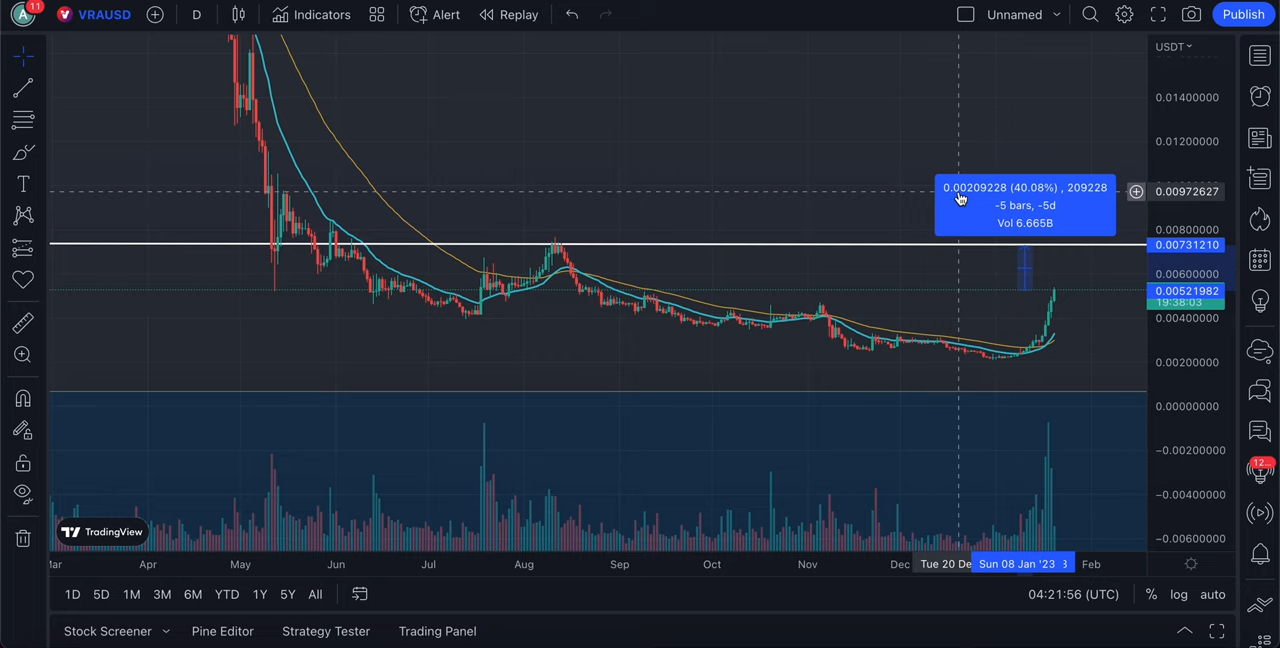 A
11
VRAUSD
D
Indicators
Alert
Replay
Unnamed
Publish
USDT
0.01400000
0.01200000
0.00209228 (40.08%) , 209228
-5 bars, -5d
Vol 6.665B
0.00972627
0.00800000
0.00731210
0.00600000
0.00521982
19:38:03
0.00400000
0.00200000
0.00000000
−0.00200000
−0.00400000
−0.00600000
12...
TradingView
Apr
May
Jun
Jul
Aug
Sep
Oct
Nov
Dec
Tue 20 De
Sun 08 Jan '23
Feb
1D
5D
1M
3M
6M
YTD
1Y
5Y
All
04:21:56 (UTC)
%
log
auto
Stock Screener
Pine Editor
Strategy Tester
Trading Panel